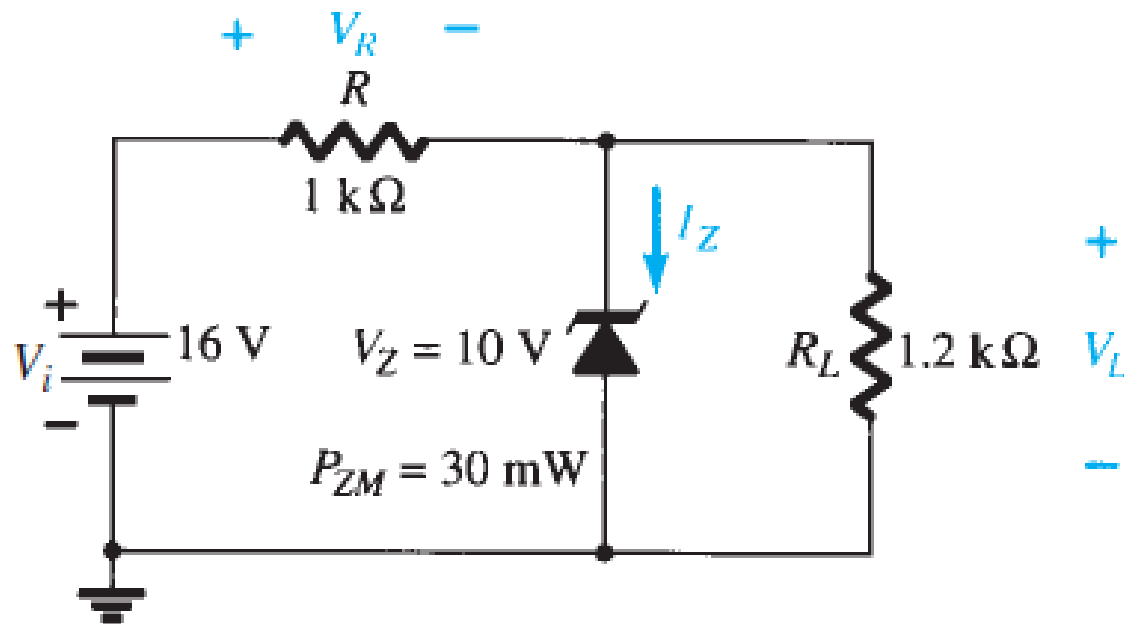 + V_R −
R
1 kΩ
I_Z
+
+
V_i 16 V
V_Z = 10 V
R_L 1.2 kΩ
V_L
−
P_ZM = 30 mW
−